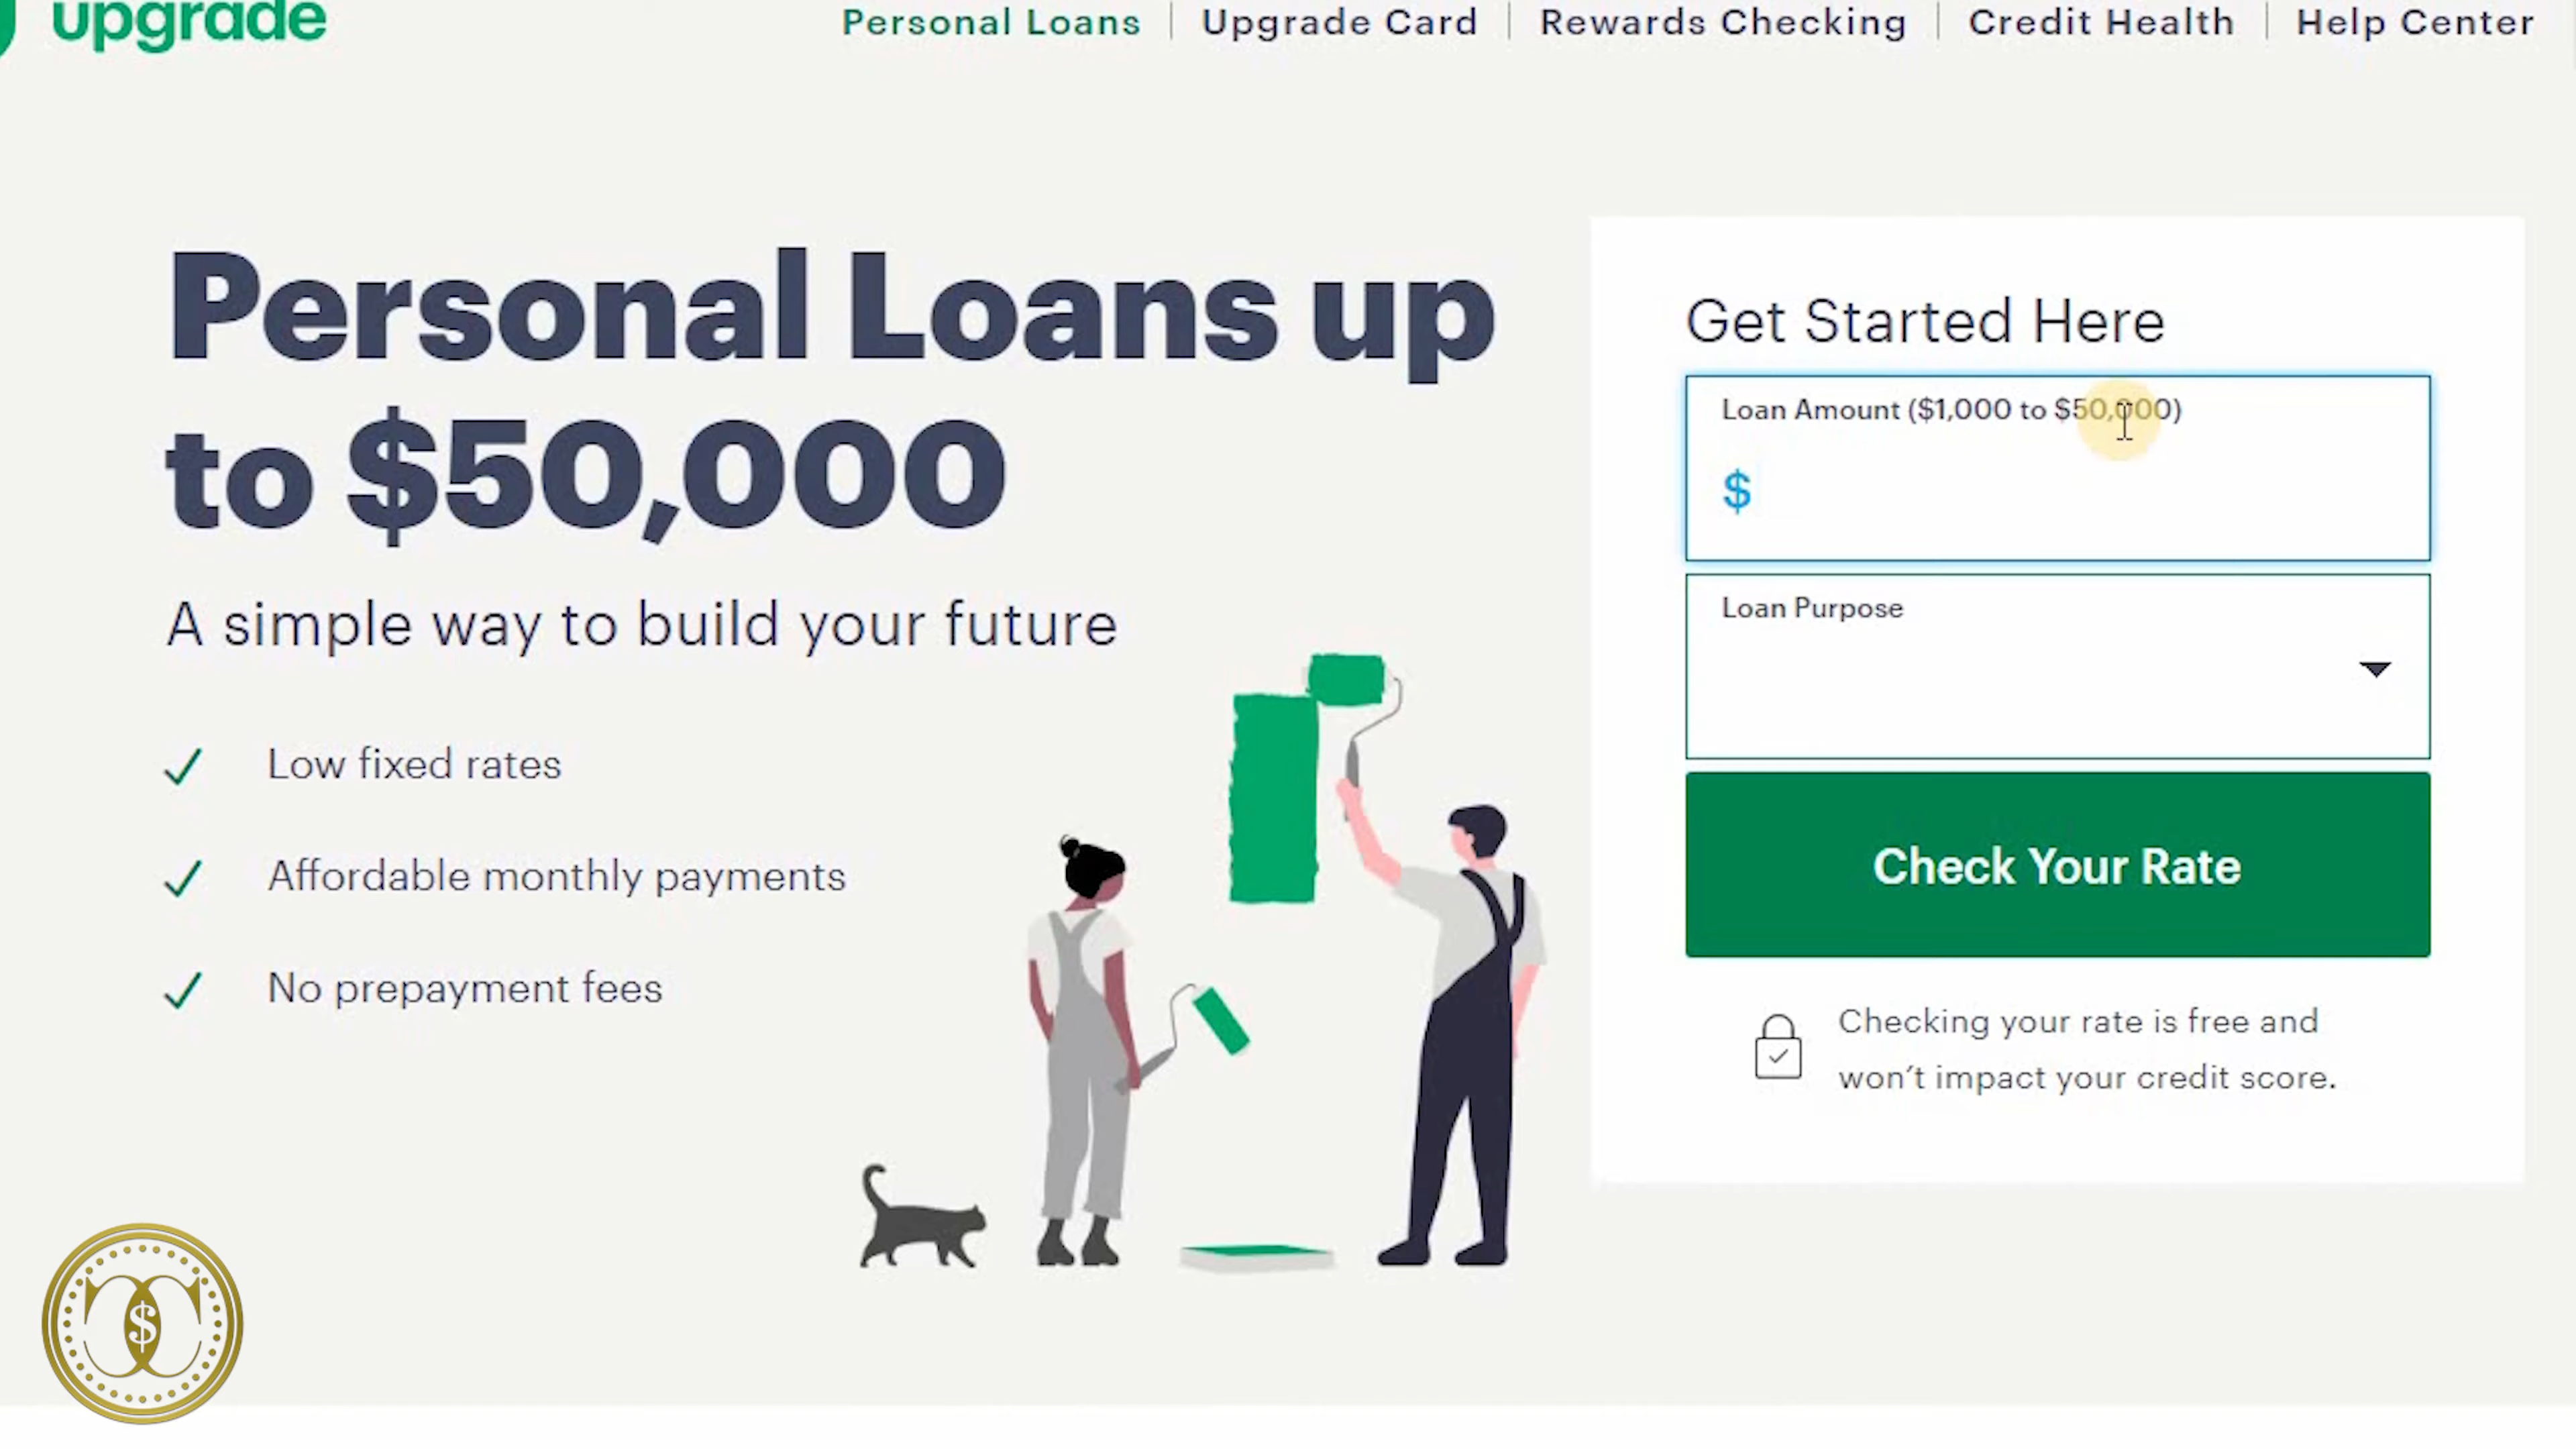 upgrade
Personal Loans
Upgrade Card
Rewards Checking
Credit Health
Help Center
Personal Loans up
to $50,000
A simple way to build your future
Low fixed rates
Affordable monthly payments
No prepayment fees
Get Started Here
Loan Amount ($1,000 to $50,000)
$
Loan Purpose
Check Your Rate
Checking your rate is free and
won't impact your credit score.
C$C